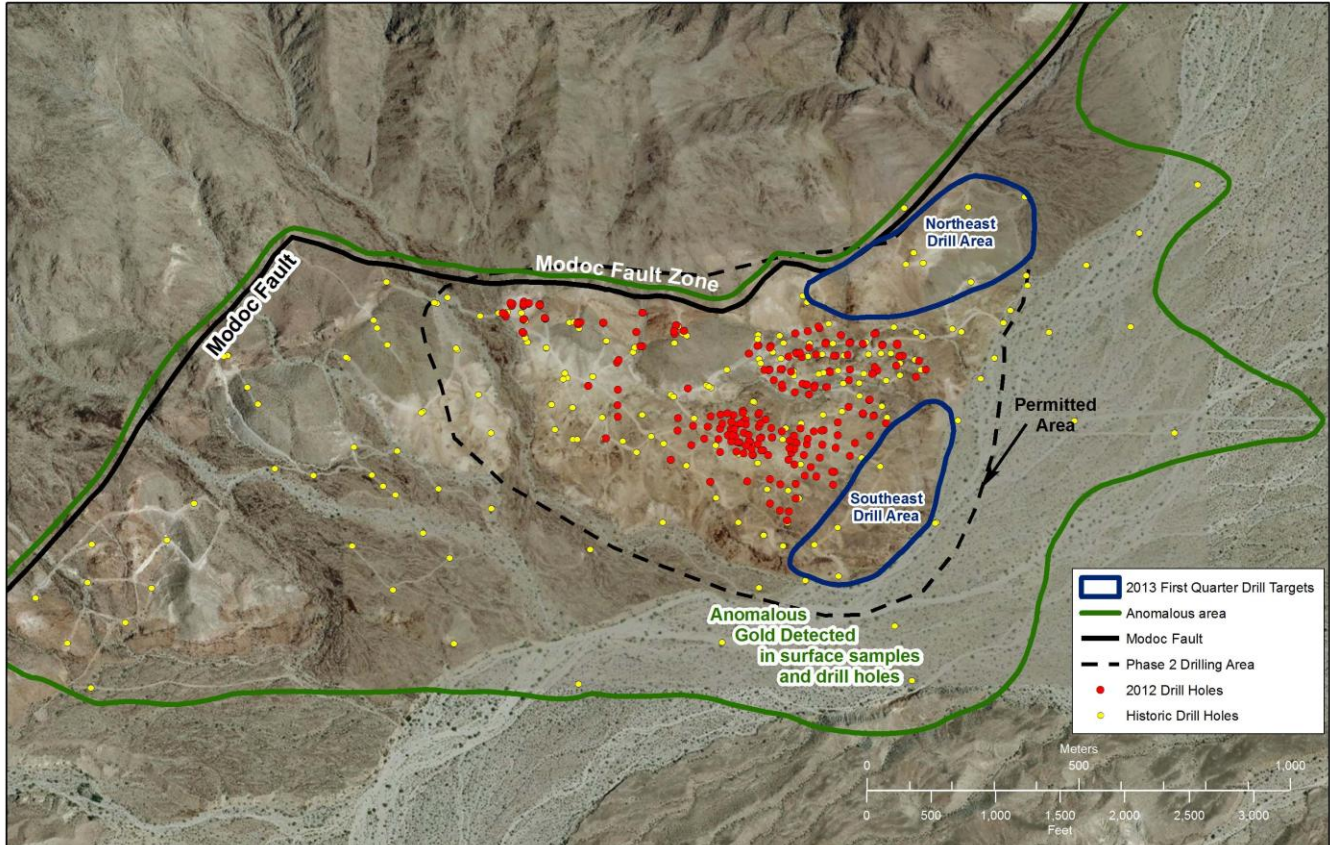 Modoc Fault
Modoc Fault Zone
Northeast
Drill Area
Permitted
Area
Southeast
Drill Area
Anomalous
Gold Detected
in surface samples
and drill holes
2013 First Quarter Drill Targets
Anomalous area
Modoc Fault
Phase 2 Drilling Area
2012 Drill Holes
Historic Drill Holes
Meters
0 500 1,000
0 500 1,000 1,500 2,000 2,500 3,000
Feet